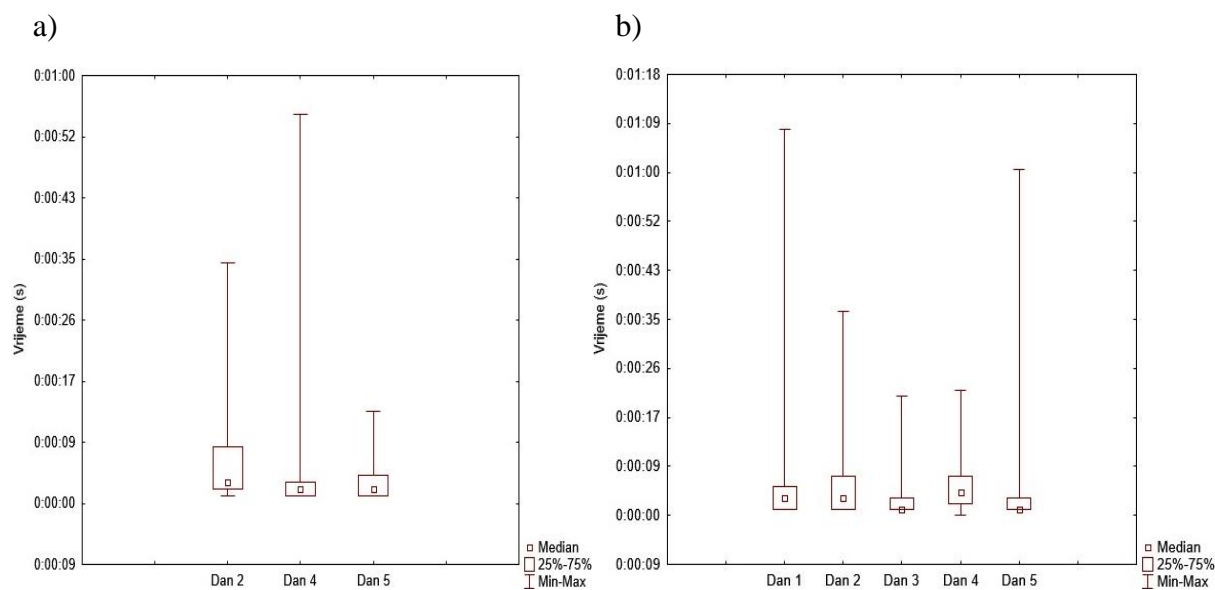 a)
0:01:00
0:00:52
0:00:43
0:00:35
0:00:26
0:00:17
0:00:09
0:00:00
0:00:09
Vrijeme (s)
Dan 2 Dan 4 Dan 5
Median
25%-75%
Min-Max
b)
0:01:18
0:01:09
0:01:00
0:00:52
0:00:43
0:00:35
0:00:26
0:00:17
0:00:09
0:00:00
0:00:09
Vrijeme (s)
Dan 1 Dan 2 Dan 3 Dan 4 Dan 5
Median
25%-75%
Min-Max